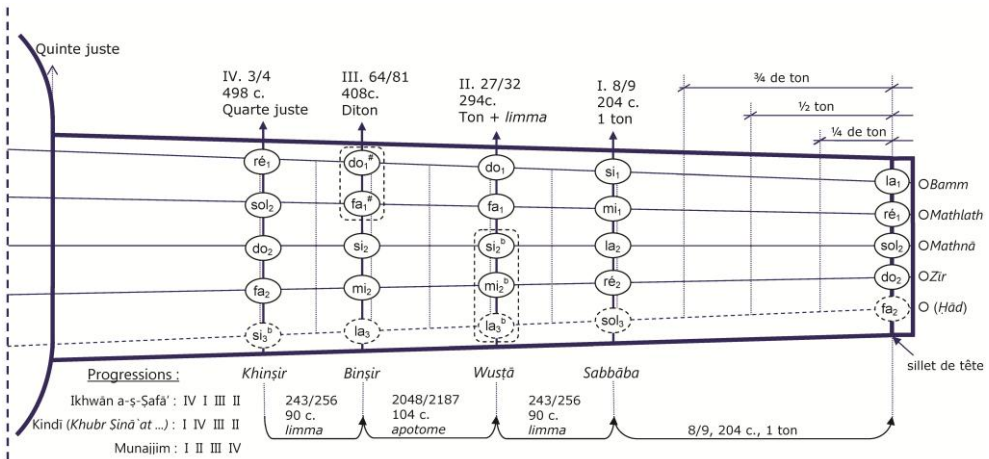 Quinte juste
IV. 3/4
498 c.
Quarte juste
III. 64/81
408c.
Diton
II. 27/32
294c.
Ton + limma
I. 8/9
204 c.
1 ton
¾ de ton
½ ton
¼ de ton
ré₁ do₁# do₁ si₁ la₁ Bamm
sol₂ fa₁# fa₁ mi₁ ré₁ Mathlath
do₂ si₂ si₂ᵇ la₂ sol₂ Mathnā
fa₂ mi₂ mi₂ᵇ ré₂ do₂ Zīr
si₃ᵇ la₃ la₃ᵇ sol₃ fa₂ (Ḥād)
sillet de tête
Khinṣir Binṣir Wusṭā Sabbāba
Progressions :
Ikhwān a-ṣ-Ṣafā' : IV I III II
Kindī (Khubr Sinā`at ...) : I IV III II
Munajjim : I II III IV
243/256
90 c.
limma
2048/2187
104 c.
apotome
243/256
90 c.
limma
8/9, 204 c., 1 ton